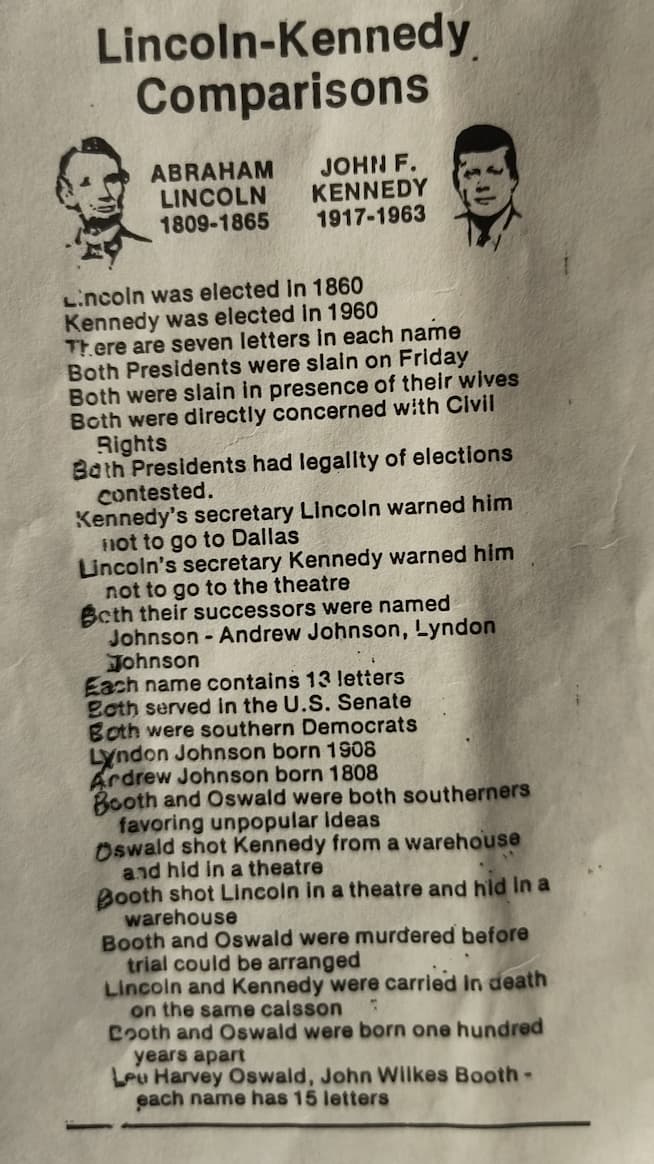 Lincoln-Kennedy
Comparisons
ABRAHAM
LINCOLN
1809-1865
JOHN F.
KENNEDY
1917-1963
Lincoln was elected in 1860
Kennedy was elected in 1960
There are seven letters in each name
Both Presidents were slain on Friday
Both were slain in presence of their wives
Both were directly concerned with Civil
Rights
Both Presidents had legality of elections
contested.
Kennedy's secretary Lincoln warned him
not to go to Dallas
Lincoln's secretary Kennedy warned him
not to go to the theatre
Both their successors were named
Johnson - Andrew Johnson, Lyndon
Johnson
Each name contains 13 letters
Both served in the U.S. Senate
Both were southern Democrats
Lyndon Johnson born 1908
Andrew Johnson born 1808
Booth and Oswald were both southerners
favoring unpopular ideas
Oswald shot Kennedy from a warehouse
and hid in a theatre
Booth shot Lincoln in a theatre and hid in a
warehouse
Booth and Oswald were murdered before
trial could be arranged
Lincoln and Kennedy were carried in death
on the same caisson
Booth and Oswald were born one hundred
years apart
Lee Harvey Oswald, John Wilkes Booth -
each name has 15 letters